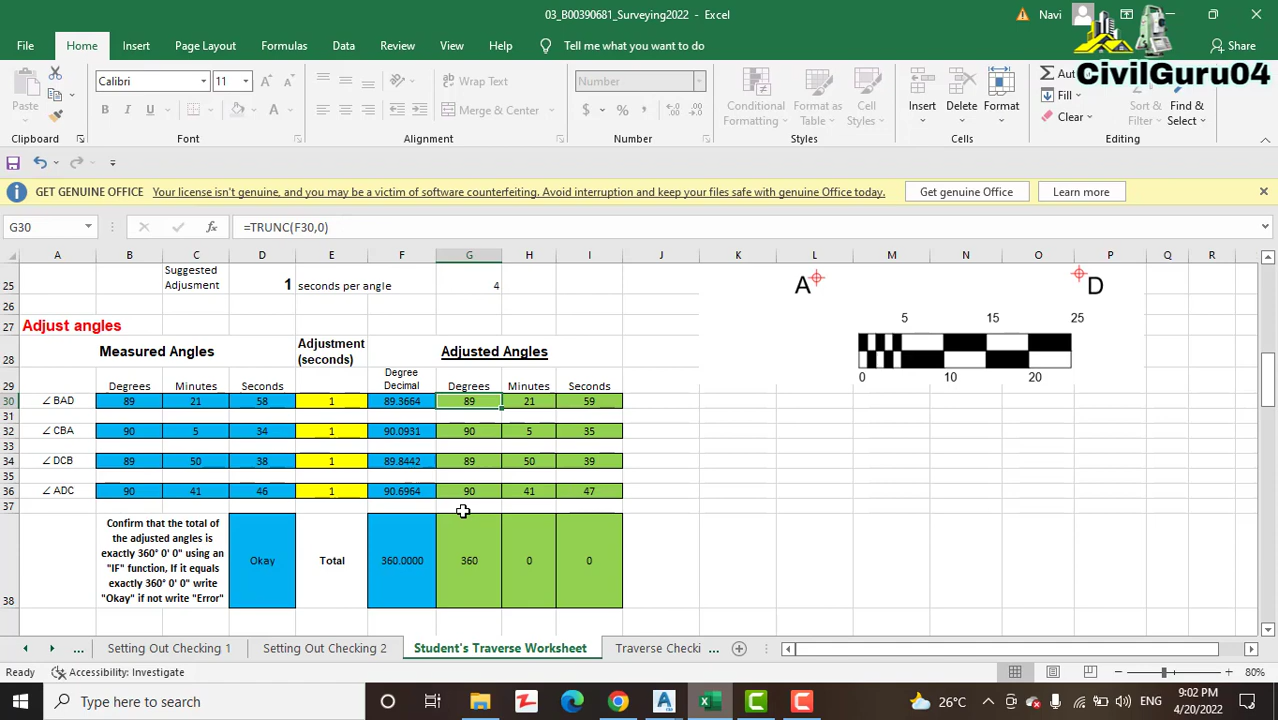 03_B00390681_Surveying2022 - Excel
Navi
File Home Insert Page Layout Formulas Data Review View Help Tell me what you want to do Share
CivilGuru04
Paste
Calibri 11
B I U
Wrap Text
Merge & Center
Number
Conditional Formatting
Format as Table
Cell Styles
Insert Delete Format
Fill
Clear
Sort & Filter
Find & Select
Clipboard Font Alignment Number Styles Cells Editing
GET GENUINE OFFICE Your license isn't genuine, and you may be a victim of software counterfeiting. Avoid interruption and keep your files safe with genuine Office today. Get genuine Office Learn more
G30 fx =TRUNC(F30,0)
A B C D E F G H I J K L M N O P Q R
25 Suggested Adjusment 1 seconds per angle 4
A D
26
5 15 25
0 10 20
27 Adjust angles
28 Measured Angles Adjustment (seconds) Adjusted Angles
29 Degrees Minutes Seconds Degree Decimal Degrees Minutes Seconds
30 ∠ BAD 89 21 58 1 89.3664 89 21 59
31
32 ∠ CBA 90 5 34 1 90.0931 90 5 35
33
34 ∠ DCB 89 50 38 1 89.8442 89 50 39
35
36 ∠ ADC 90 41 46 1 90.6964 90 41 47
37
Confirm that the total of
the adjusted angles is
exactly 360° 0' 0" using an
"IF" function, If it equals
exactly 360° 0' 0" write
"Okay" if not write "Error"
38 Okay Total 360.0000 360 0 0
... Setting Out Checking 1 Setting Out Checking 2 Student's Traverse Worksheet Traverse Checki ...
Ready Accessibility: Investigate 80%
Type here to search
26°C ENG
9:02 PM
4/20/2022